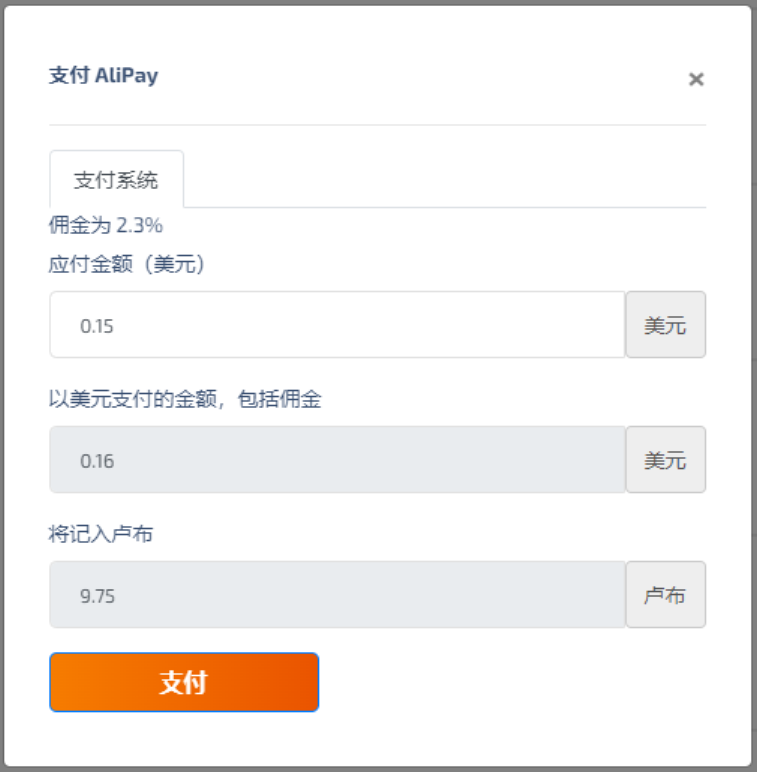 支付 AliPay
×
支付系统
佣金为 2.3%
应付金额（美元）
0.15
美元
以美元支付的金额，包括佣金
0.16
美元
将记入卢布
9.75
卢布
支付